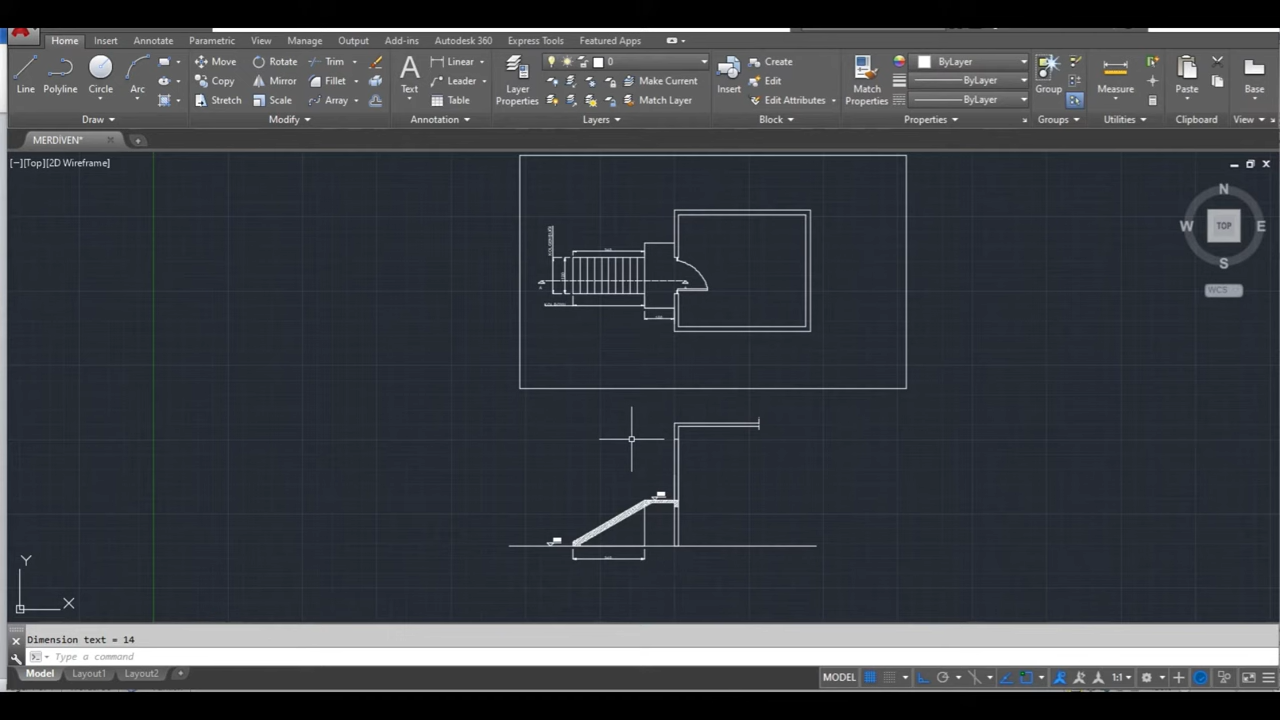 Home Insert Annotate Parametric View Manage Output Add-ins Autodesk 360 Express Tools Featured Apps
Line Polyline Circle Arc
Move Rotate Trim
Copy Mirror Fillet
Stretch Scale Array
Text
Linear
Leader
Table
Layer Properties
0
Make Current
Match Layer
Insert
Create
Edit
Edit Attributes
Match Properties
ByLayer
ByLayer
ByLayer
Group
Measure
Paste
Base
Draw Modify Annotation Layers Block Properties Groups Utilities Clipboard View
MERDİVEN*
[−][Top][2D Wireframe]
N
W TOP E
S
WCS
Y
X
Dimension text = 14
Type a command
Model Layout1 Layout2
MODEL 1:1